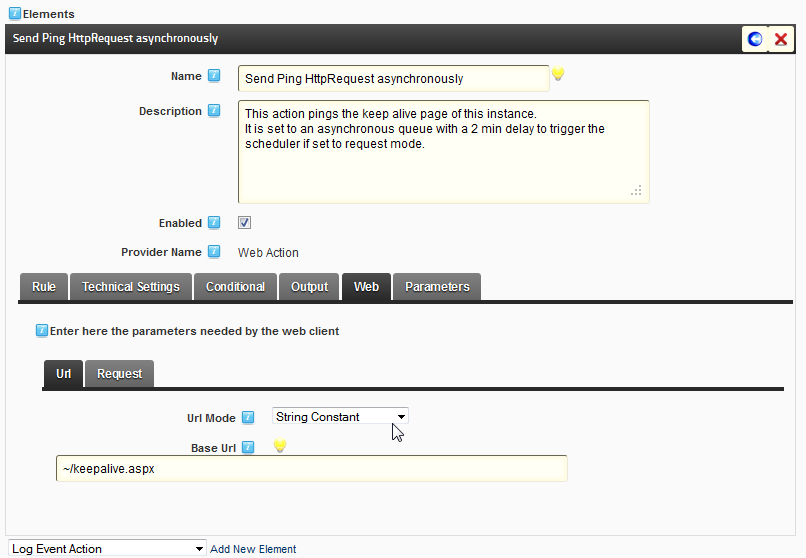 Elements
Send Ping HttpRequest asynchronously
Name
Send Ping HttpRequest asynchronously
Description
This action pings the keep alive page of this instance.
It is set to an asynchronous queue with a 2 min delay to trigger the
scheduler if set to request mode.
Enabled
Provider Name
Web Action
Rule
Technical Settings
Conditional
Output
Web
Parameters
Enter here the parameters needed by the web client
Url
Request
Url Mode
String Constant
Base Url
~/keepalive.aspx
Log Event Action
Add New Element